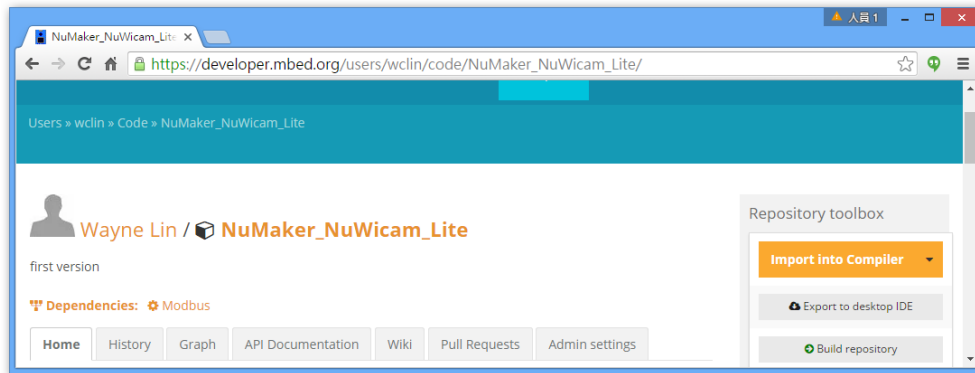 人員 1
NuMaker_NuWicam_Lite
https://developer.mbed.org/users/wclin/code/NuMaker_NuWicam_Lite/
Users » wclin » Code » NuMaker_NuWicam_Lite
Wayne Lin / NuMaker_NuWicam_Lite
first version
Dependencies: Modbus
Home History Graph API Documentation Wiki Pull Requests Admin settings
Repository toolbox
Import into Compiler
Export to desktop IDE
Build repository